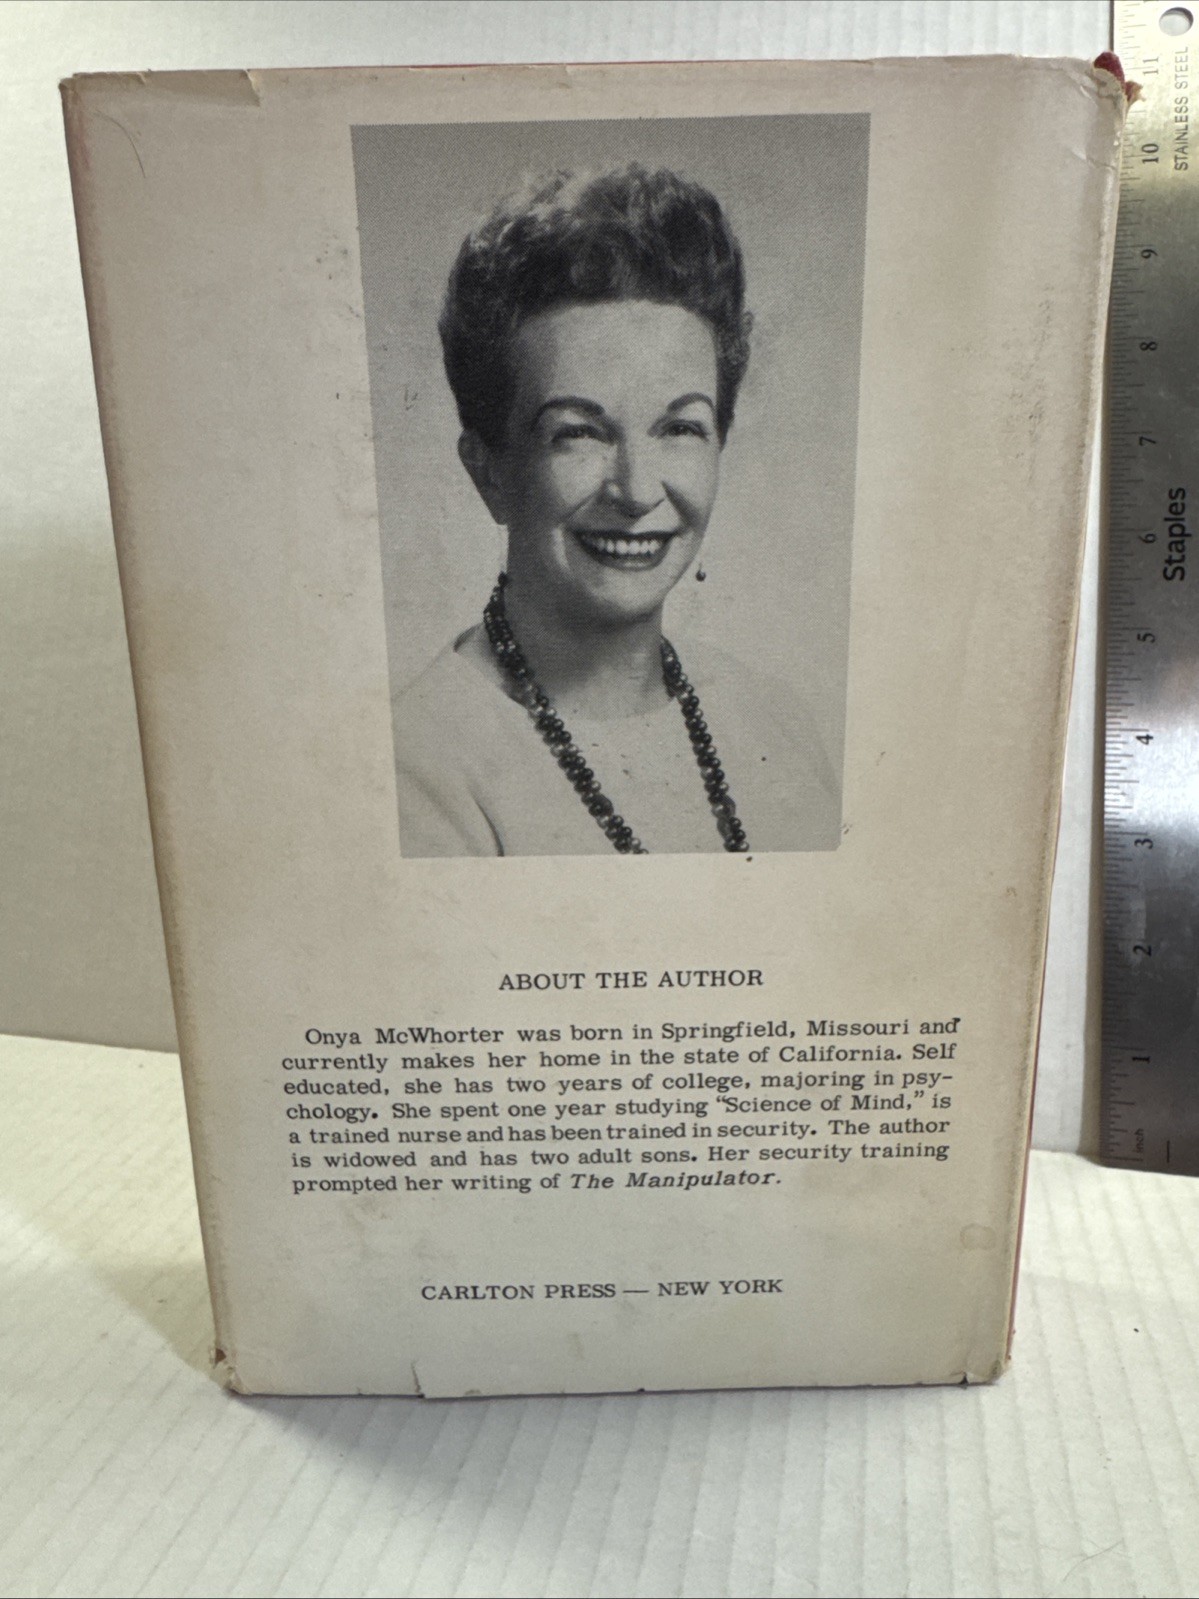 ABOUT THE AUTHOR
Onya McWhorter was born in Springfield, Missouri and
currently makes her home in the state of California. Self
educated, she has two years of college, majoring in psy-
chology. She spent one year studying "Science of Mind," is
a trained nurse and has been trained in security. The author
is widowed and has two adult sons. Her security training
prompted her writing of The Manipulator.
CARLTON PRESS — NEW YORK
STAINLESS STEEL
Staples
11
10
9
8
7
6
5
4
3
2
1
inch